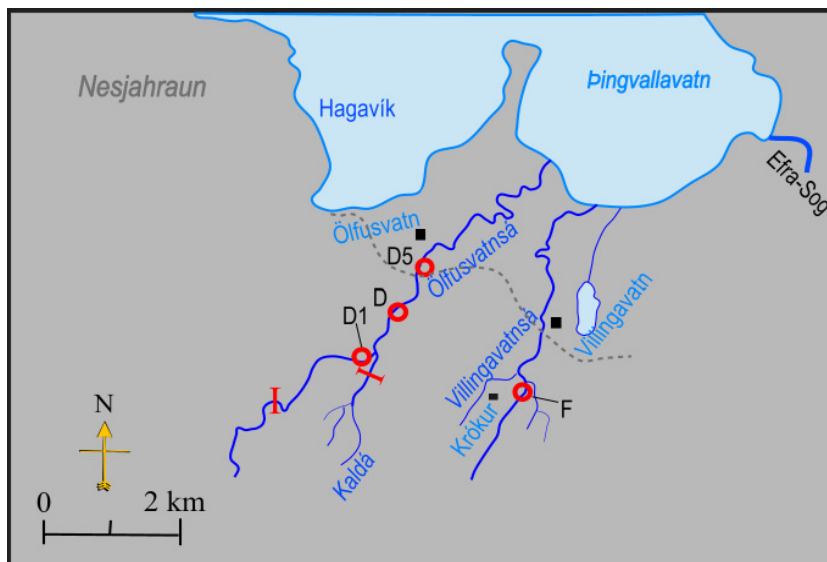 Nesjahraun
Hagavík
Þingvallavatn
Efra-Sog
Ölfusvatn
D5
Ölfusvatnsá
D
D1
Villingavatnsá
Villingavatn
I
I
Krókur
F
Kaldá
N
0 2 km